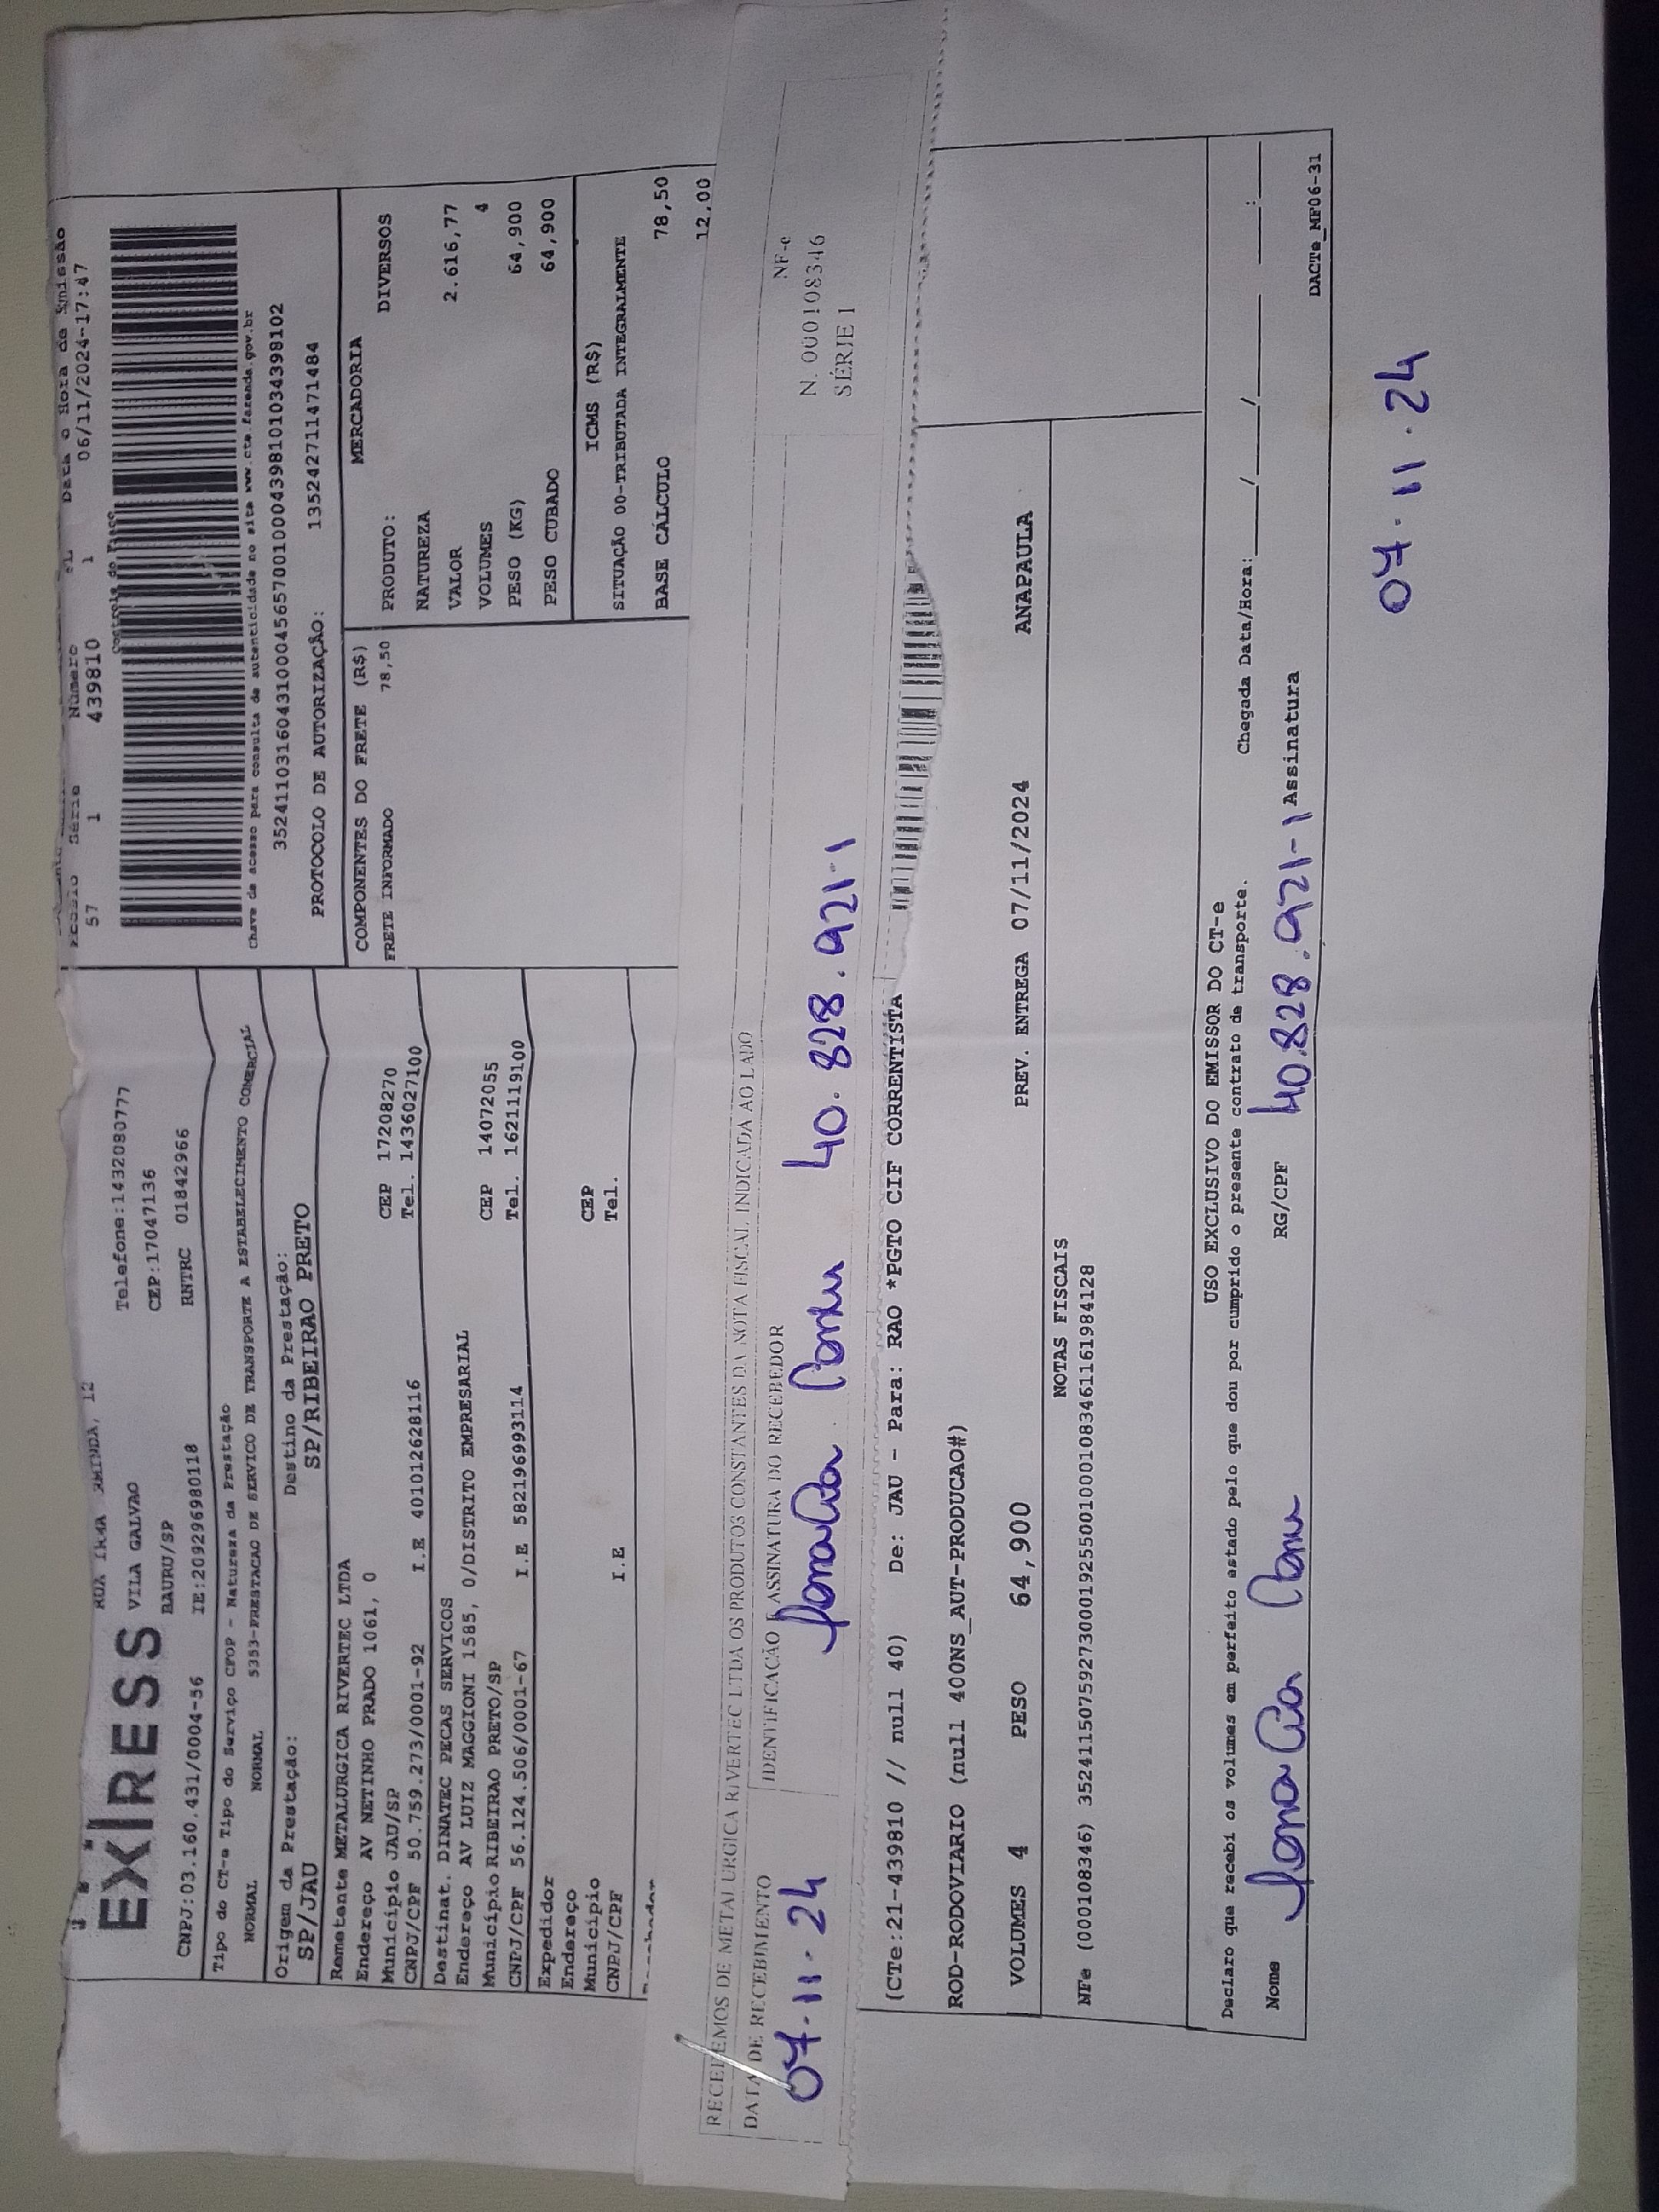 EXPRESS
RUA IRMA ARMINDA, 12
VILA GALVAO
Telefone:1432080777
BAURU/SP
CEP:17047136
CNPJ:03.160.431/0004-56 IE:209296980118 RNTRC 01842966
Tipo do CT-e Tipo do Serviço CFOP - Natureza da Prestação
NORMAL NORMAL 5353-PRESTACAO DE SERVICO DE TRANSPORTE A ESTABELECIMENTO COMERCIAL
Origem da Prestação: Destino da Prestação:
SP/JAU SP/RIBEIRAO PRETO
Remetente METALURGICA RIVERTEC LTDA
Endereço AV NETINHO PRADO 1061, 0
Município JAU/SP CEP 17208270
CNPJ/CPF 50.759.273/0001-92 I.E 401012628116 Tel. 1436027100
Destinat. DINATEC PECAS SERVICOS
Endereço AV LUIZ MAGGIONI 1585, 0/DISTRITO EMPRESARIAL
Município RIBEIRAO PRETO/SP CEP 14072055
CNPJ/CPF 56.124.506/0001-67 I.E 582196993114 Tel. 1621119100
Expedidor
Endereço
Município CEP
CNPJ/CPF I.E Tel.
Série Número Data e Hora de Emissão
57 1 439810 1 06/11/2024-17:47
Controle do Fisco
Chave de acesso para consulta de autenticidade no site www.cte.fazenda.gov.br
35241103160431000456570010004398101034398102
PROTOCOLO DE AUTORIZAÇÃO: 135242711471484
COMPONENTES DO FRETE (R$)
FRETE INFORMADO 78,50
MERCADORIA
PRODUTO: DIVERSOS
NATUREZA
VALOR 2.616,77
VOLUMES 4
PESO (KG) 64,900
PESO CUBADO 64,900
ICMS (R$)
SITUAÇÃO 00-TRIBUTADA INTEGRALMENTE
BASE CÁLCULO 78,50
12,00
RECEBEMOS DE METALURGICA RIVERTEC LTDA OS PRODUTOS CONSTANTES DA NOTA FISCAL INDICADA AO LADO
DATA DE RECEBIMENTO IDENTIFICAÇÃO E ASSINATURA DO RECEBEDOR
07.11.24 40.828.921-1
NF-e
N. 000108346
SÉRIE 1
(CTe:21-439810 // null 40) De: JAU - Para: RAO *PGTO CIF CORRENTISTA
ROD-RODOVIARIO (null 400NS_AUT-PRODUCAO#)
VOLUMES 4 PESO 64,900 PREV. ENTREGA 07/11/2024 ANAPAULA
NOTAS FISCAIS
NFe (000108346) 35241150759273000192550010001083461161984128
USO EXCLUSIVO DO EMISSOR DO CT-e
Declaro que recebi os volumes em perfeito estado pelo que dou por cumprido o presente contrato de transporte.
Chegada Data/Hora:____/____/____ ____:____
Nome RG/CPF 40.828.921-1 Assinatura
DACTe_MF06-31
07.11.24